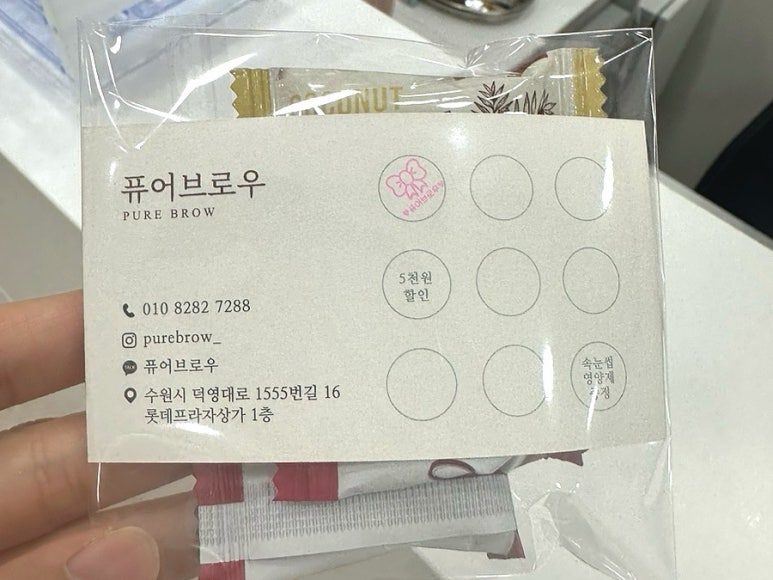 COCONUT
퓨어브로우
PURE BROW
010 8282 7288
purebrow_
TALK
퓨어브로우
수원시 덕영대로 1555번길 16
롯데프라자상가 1층
5천원
할인
속눈썹
영양제